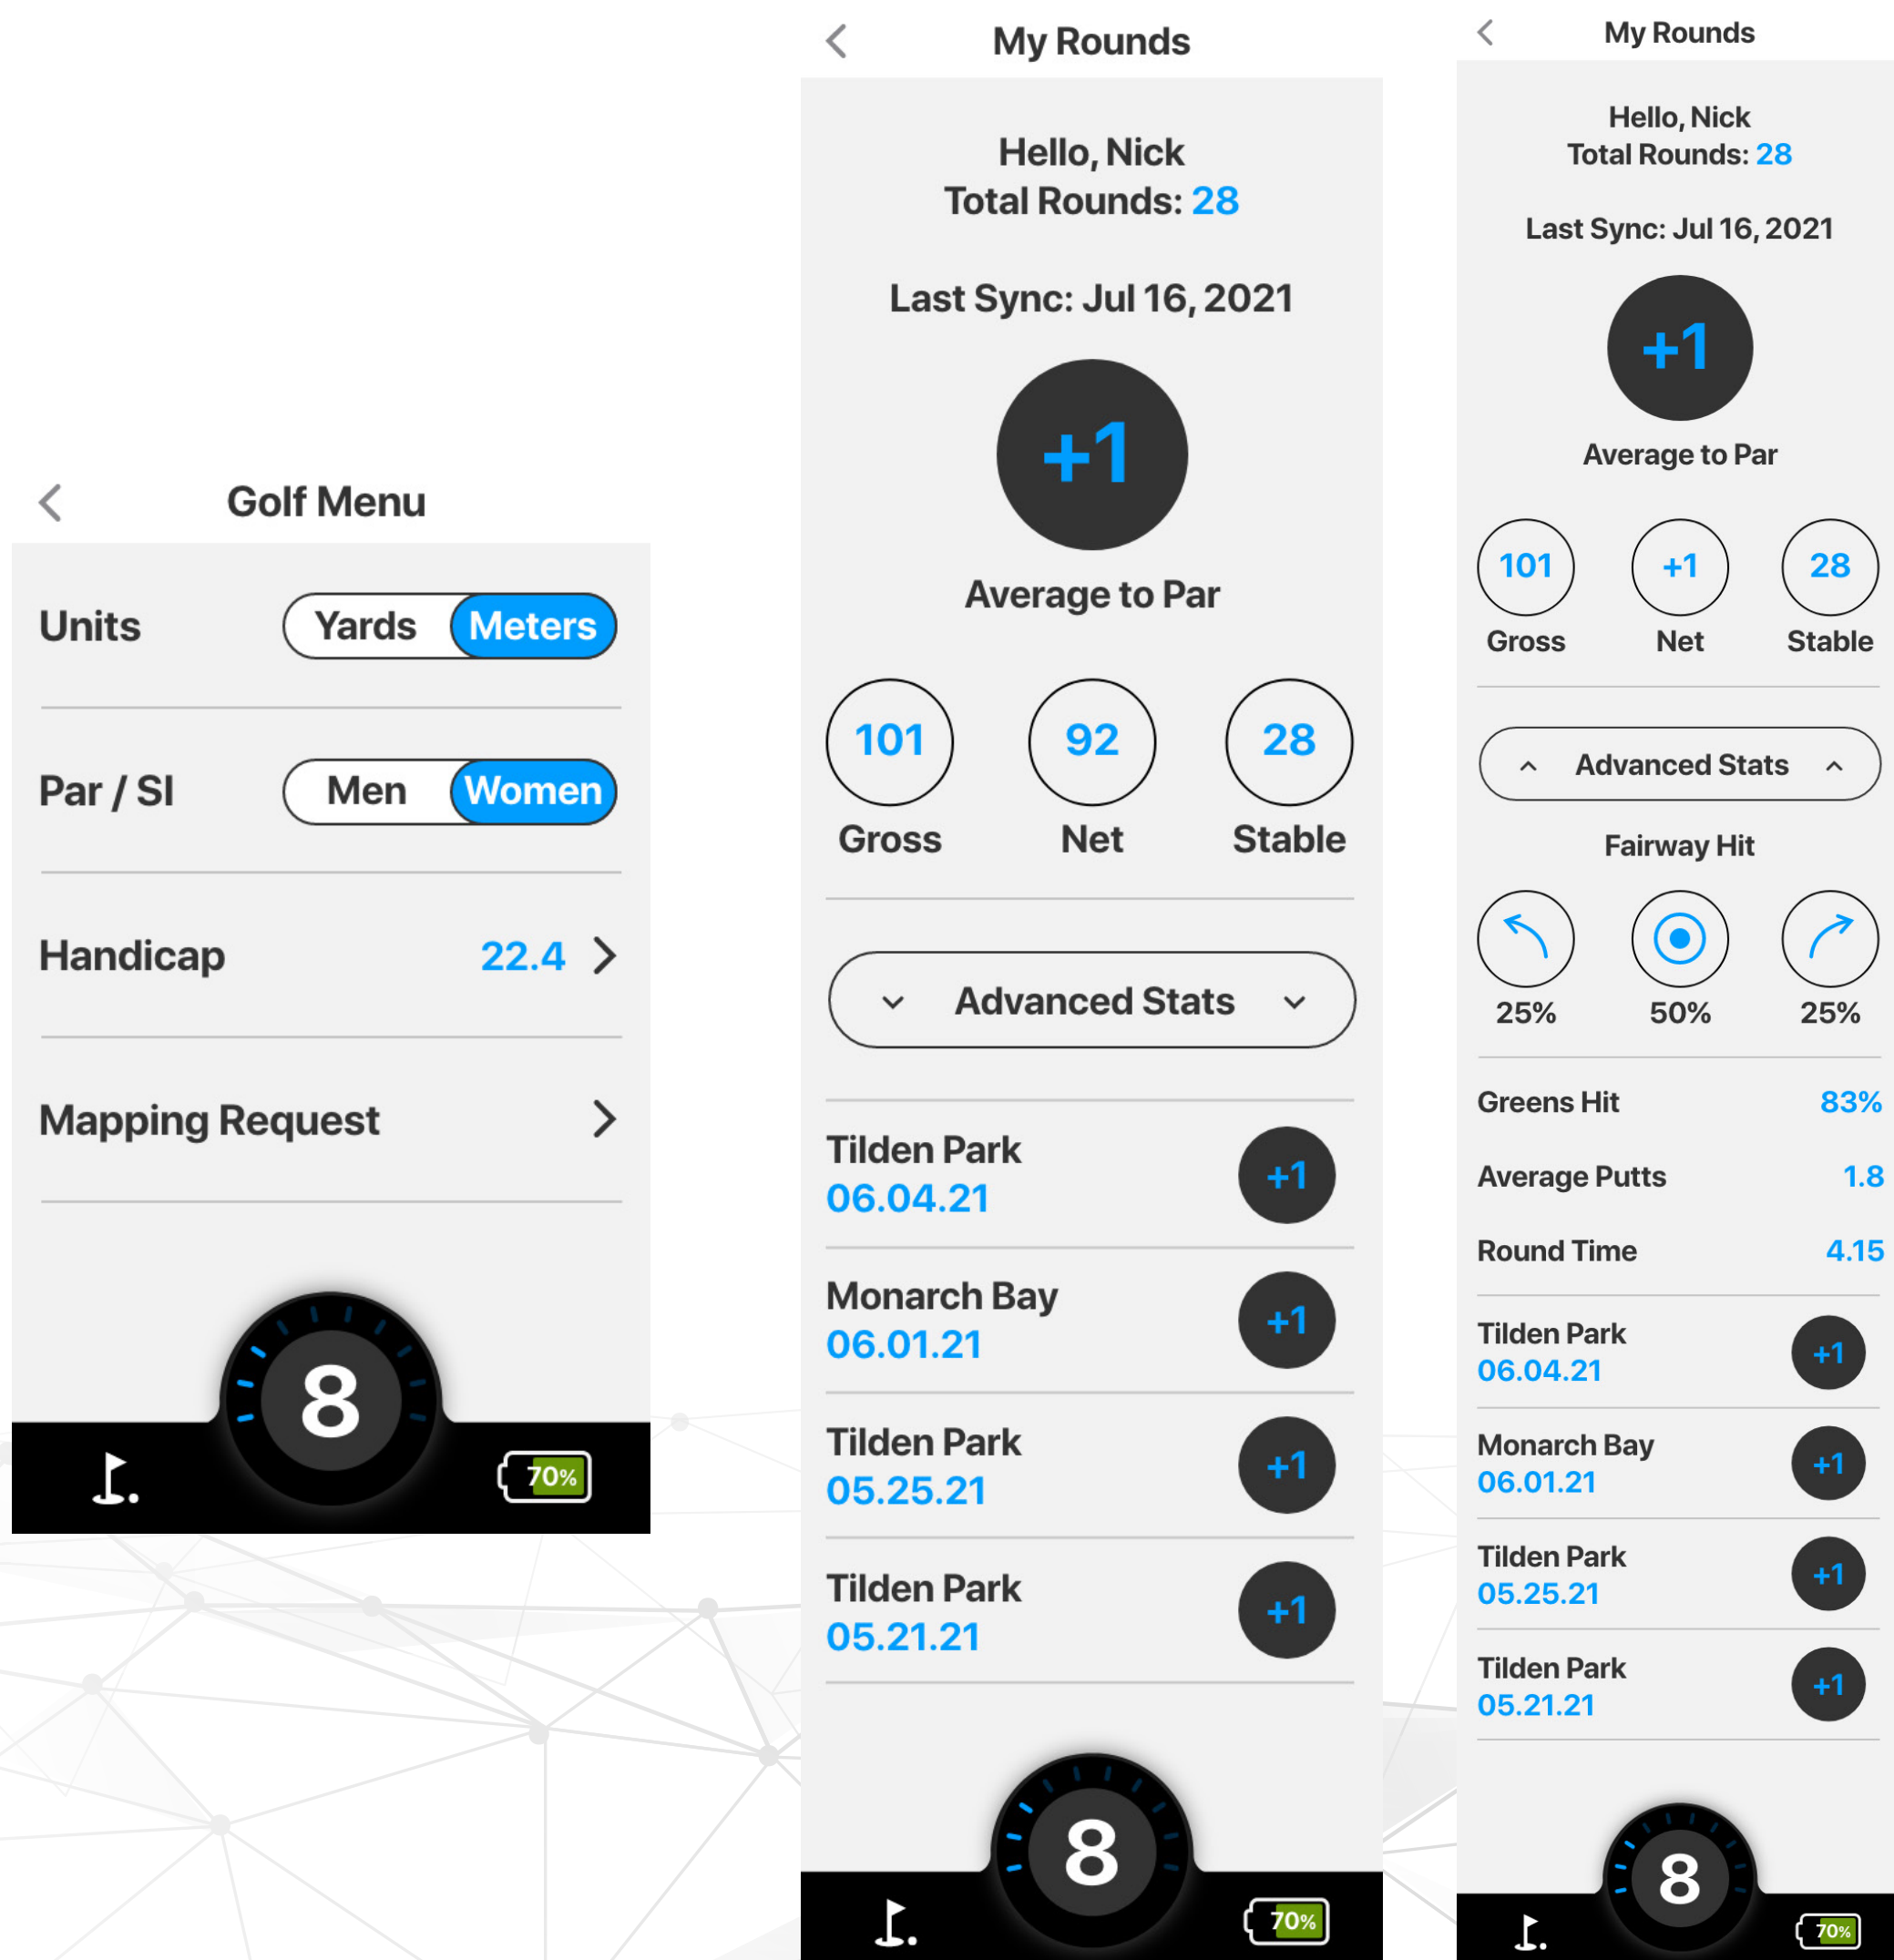 Golf Menu
Units Yards Meters
Par / SI Men Women
Handicap 22.4
Mapping Request
8
70%
My Rounds
Hello, Nick
Total Rounds: 28
Last Sync: Jul 16, 2021
+1
Average to Par
101 92 28
Gross Net Stable
Advanced Stats
Tilden Park
06.04.21
+1
Monarch Bay
06.01.21
+1
Tilden Park
05.25.21
+1
Tilden Park
05.21.21
+1
8
70%
My Rounds
Hello, Nick
Total Rounds: 28
Last Sync: Jul 16, 2021
+1
Average to Par
101 +1 28
Gross Net Stable
Advanced Stats
Fairway Hit
25% 50% 25%
Greens Hit 83%
Average Putts 1.8
Round Time 4.15
Tilden Park
06.04.21
+1
Monarch Bay
06.01.21
+1
Tilden Park
05.25.21
+1
Tilden Park
05.21.21
+1
8
70%